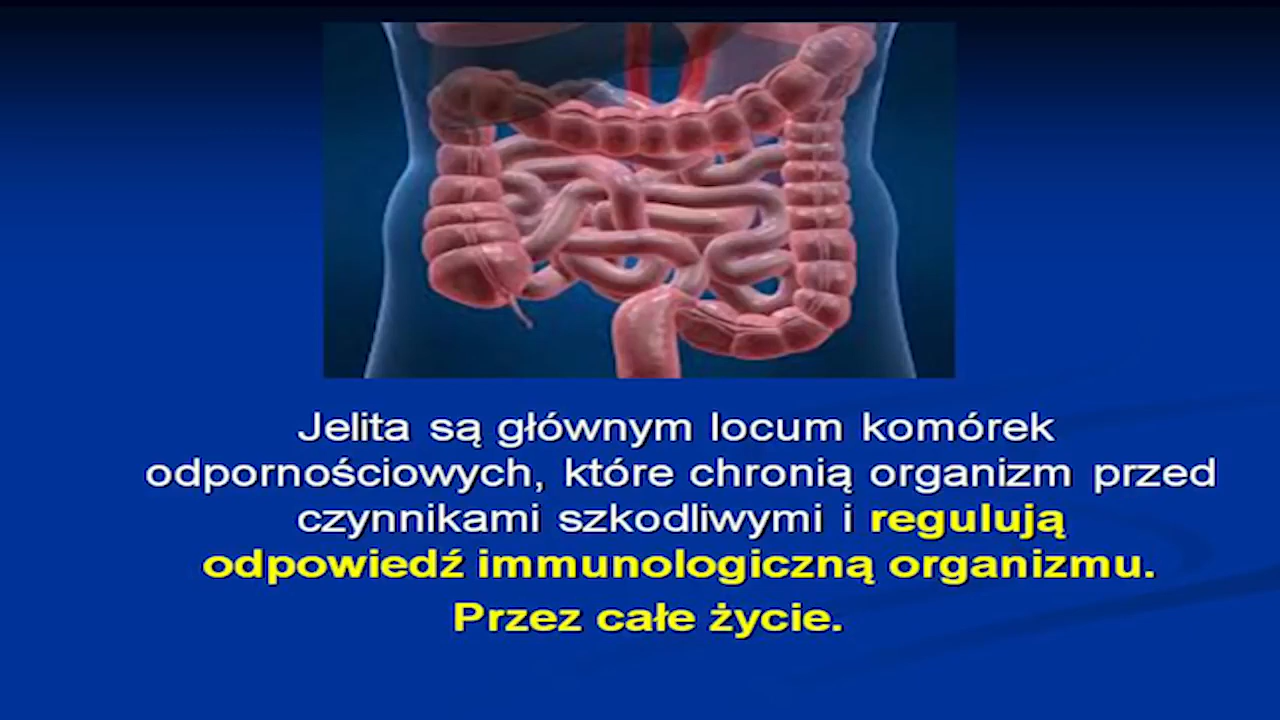 Jelita są głównym locum komórek
odpornościowych, które chronią organizm przed
czynnikami szkodliwymi i regulują
odpowiedź immunologiczną organizmu.
Przez całe życie.